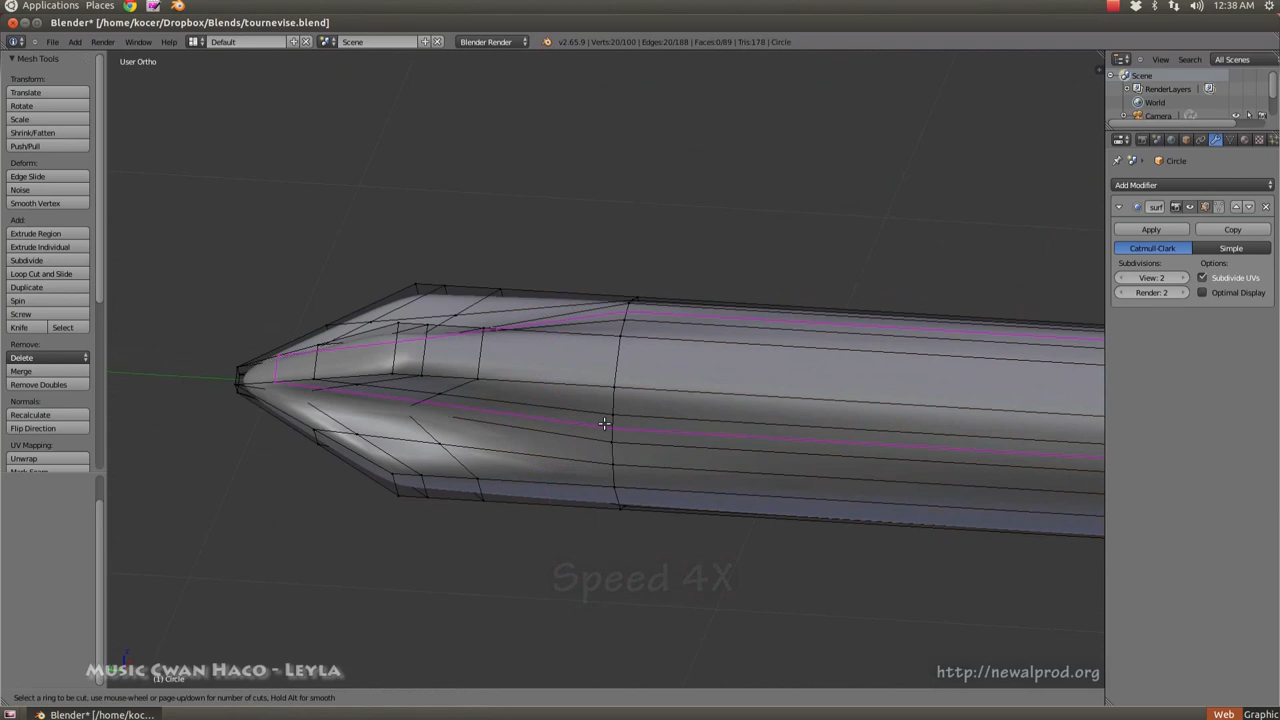 Applications Places 12:38 AM
Blender* [/home/kocer/Dropbox/Blends/tournevise.blend]
File Add Render Window Help Default Scene Blender Render v2.65.9 | Verts:20/100 | Edges:20/188 | Faces:0/89 | Tris:178 | Circle View Search All Scenes
Mesh Tools
User Ortho
Transform:
Translate
Rotate
Scale
Shrink/Fatten
Push/Pull
Deform:
Edge Slide
Noise
Smooth Vertex
Add:
Extrude Region
Extrude Individual
Subdivide
Loop Cut and Slide
Duplicate
Spin
Screw
Knife Select
Remove:
Delete
Merge
Remove Doubles
Normals:
Recalculate
Flip Direction
UV Mapping:
Unwrap
Scene
RenderLayers
World
Camera
Circle
Add Modifier
surf
Apply Copy
Catmull-Clark Simple
Subdivisions: Options:
View: 2 Subdivide UVs
Render: 2 Optimal Display
Speed 4X
Music Cwan Haco - Leyla
(1) Circle
http://newalprod.org
Select a ring to be cut, use mouse-wheel or page-up/down for number of cuts, Hold Alt for smooth
Blender* [/home/koc... Web Graphic